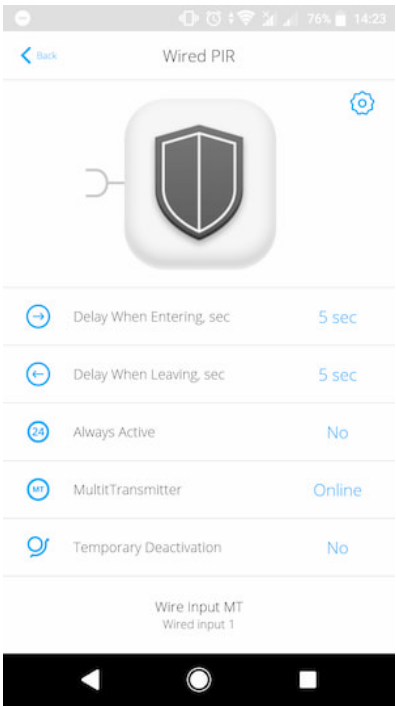 76% 14:23
Back Wired PIR
Delay When Entering, sec 5 sec
Delay When Leaving, sec 5 sec
24 Always Active No
MT MultitTransmitter Online
Temporary Deactivation No
Wire Input MT
Wired input 1